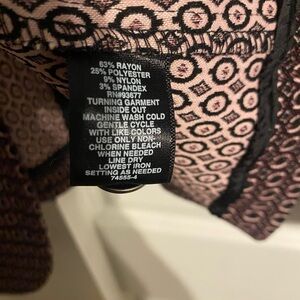 63% RAYON
25% POLYESTER
9% NYLON
3% SPANDEX
RN#93677
TURNING GARMENT
INSIDE OUT
MACHINE WASH COLD
GENTLE CYCLE
WITH LIKE COLORS
USE ONLY NON-
CHLORINE BLEACH
WHEN NEEDED
LINE DRY
LOWEST IRON
SETTING AS NEEDED
74555-4